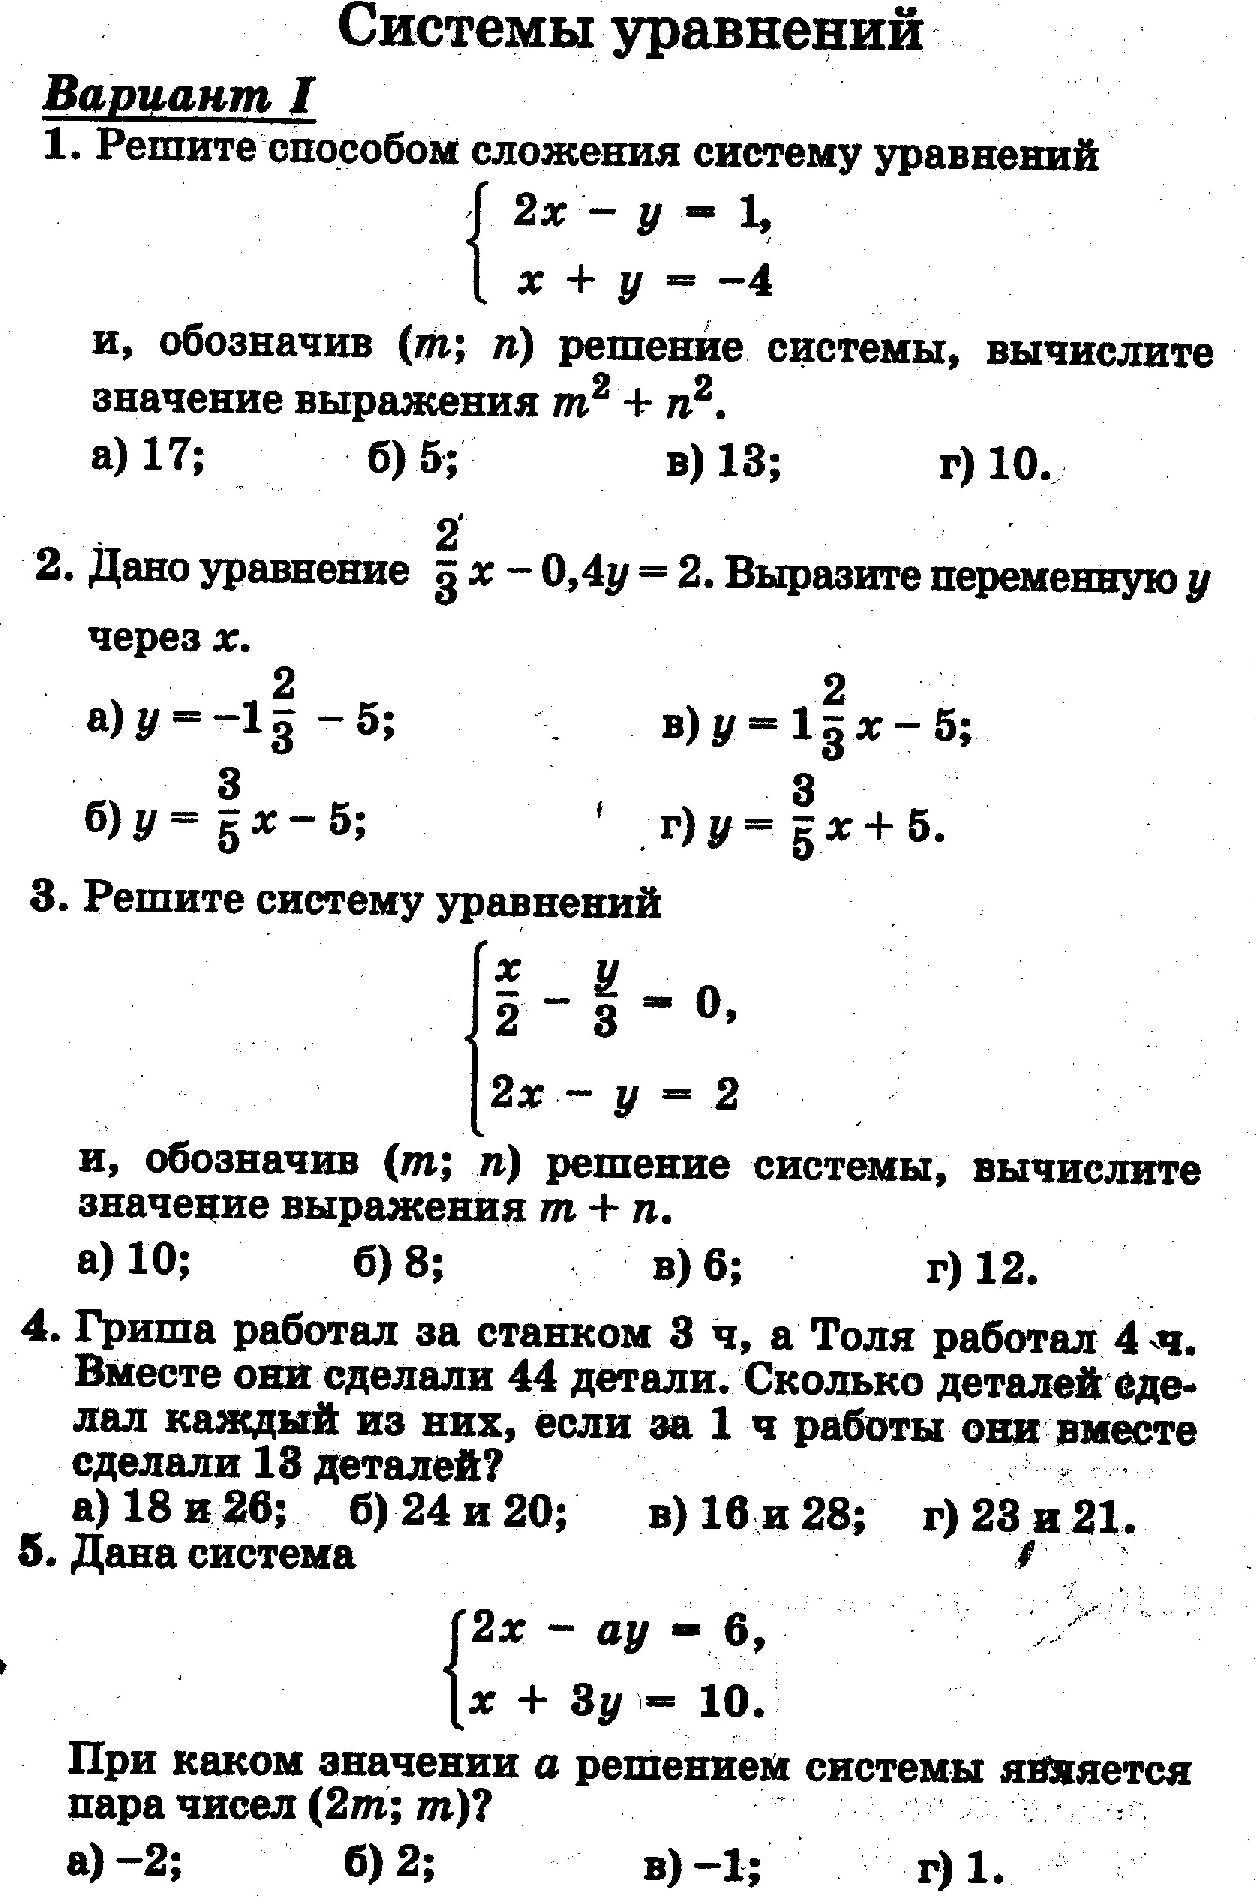 Системы уравнений
Вариант I
1. Решите способом сложения систему уравнений
{ 2x − y = 1,
x + y = −4
и, обозначив (m; n) решение системы, вычислите
значение выражения m² + n².
а) 17; б) 5; в) 13; г) 10.
2. Дано уравнение 2/3 x − 0,4y = 2. Выразите переменную y
через x.
а) y = −1 2/3 − 5; в) y = 1 2/3 x − 5;
б) y = 3/5 x − 5; г) y = 3/5 x + 5.
3. Решите систему уравнений
{ x/2 − y/3 = 0,
2x − y = 2
и, обозначив (m; n) решение системы, вычислите
значение выражения m + n.
а) 10; б) 8; в) 6; г) 12.
4. Гриша работал за станком 3 ч, а Толя работал 4 ч.
Вместе они сделали 44 детали. Сколько деталей сде-
лал каждый из них, если за 1 ч работы они вместе
сделали 13 деталей?
а) 18 и 26; б) 24 и 20; в) 16 и 28; г) 23 и 21.
5. Дана система
{ 2x − ay = 6,
x + 3y = 10.
При каком значении a решением системы является
пара чисел (2m; m)?
а) −2; б) 2; в) −1; г) 1.